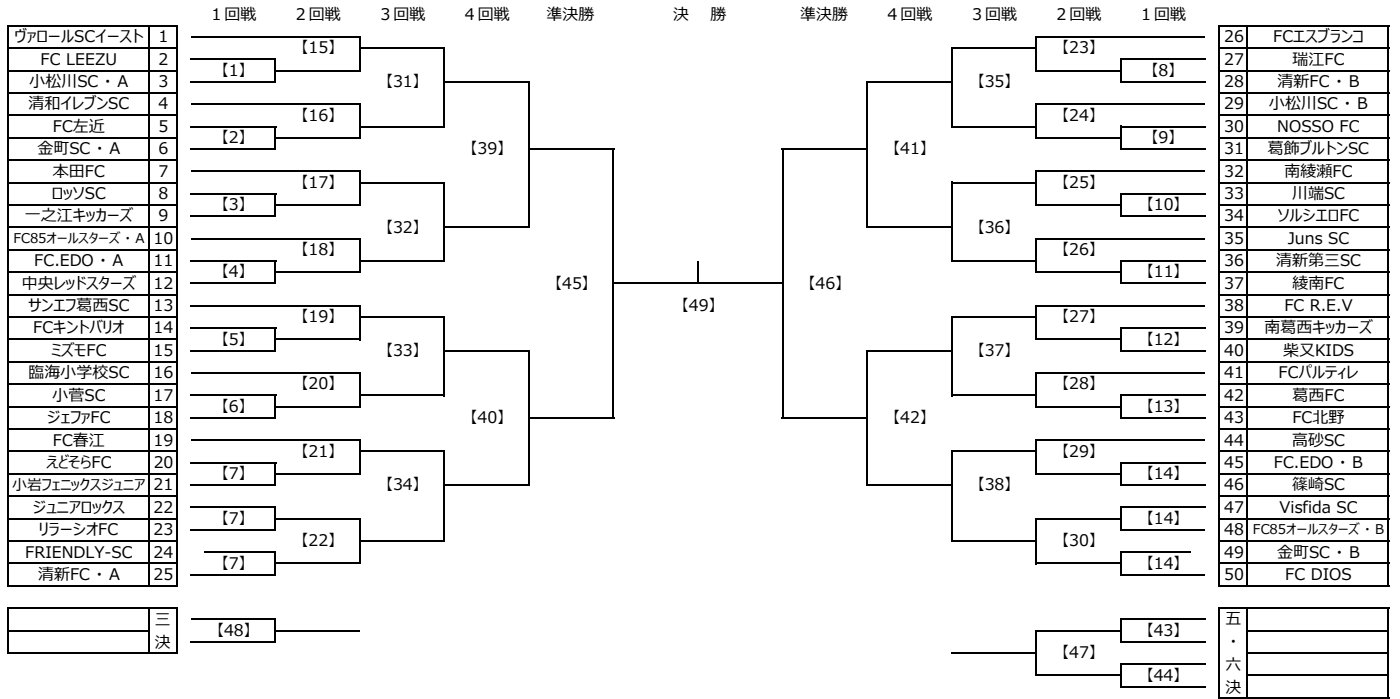 1回戦 2回戦 3回戦 4回戦 準決勝 決 勝 準決勝 4回戦 3回戦 2回戦 1回戦
ヴァロールSCイースト 1
FC LEEZU 2
小松川SC・A 3
清和イレブンSC 4
FC左近 5
金町SC・A 6
本田FC 7
ロッソSC 8
一之江キッカーズ 9
FC85オールスターズ・A 10
FC.EDO・A 11
中央レッドスターズ 12
サンエフ葛西SC 13
FCキントバリオ 14
ミズモFC 15
臨海小学校SC 16
小菅SC 17
ジェファFC 18
FC春江 19
えどそらFC 20
小岩フェニックスジュニア 21
ジュニアロックス 22
リラーシオFC 23
FRIENDLY-SC 24
清新FC・A 25
【1】
【2】
【3】
【4】
【5】
【6】
【7】
【7】
【7】
【15】
【16】
【17】
【18】
【19】
【20】
【21】
【22】
【31】
【32】
【33】
【34】
【39】
【40】
【45】
【49】
【46】
【41】
【42】
【35】
【36】
【37】
【38】
【23】
【24】
【25】
【26】
【27】
【28】
【29】
【30】
【8】
【9】
【10】
【11】
【12】
【13】
【14】
【14】
【14】
26 FCエスブランコ
27 瑞江FC
28 清新FC・B
29 小松川SC・B
30 NOSSO FC
31 葛飾ブルトンSC
32 南綾瀬FC
33 川端SC
34 ソルシエロFC
35 Juns SC
36 清新第三SC
37 綾南FC
38 FC R.E.V
39 南葛西キッカーズ
40 柴又KIDS
41 FCパルティレ
42 葛西FC
43 FC北野
44 高砂SC
45 FC.EDO・B
46 篠崎SC
47 Visfida SC
48 FC85オールスターズ・B
49 金町SC・B
50 FC DIOS
三決
【48】
【47】
【43】
【44】
五・六決